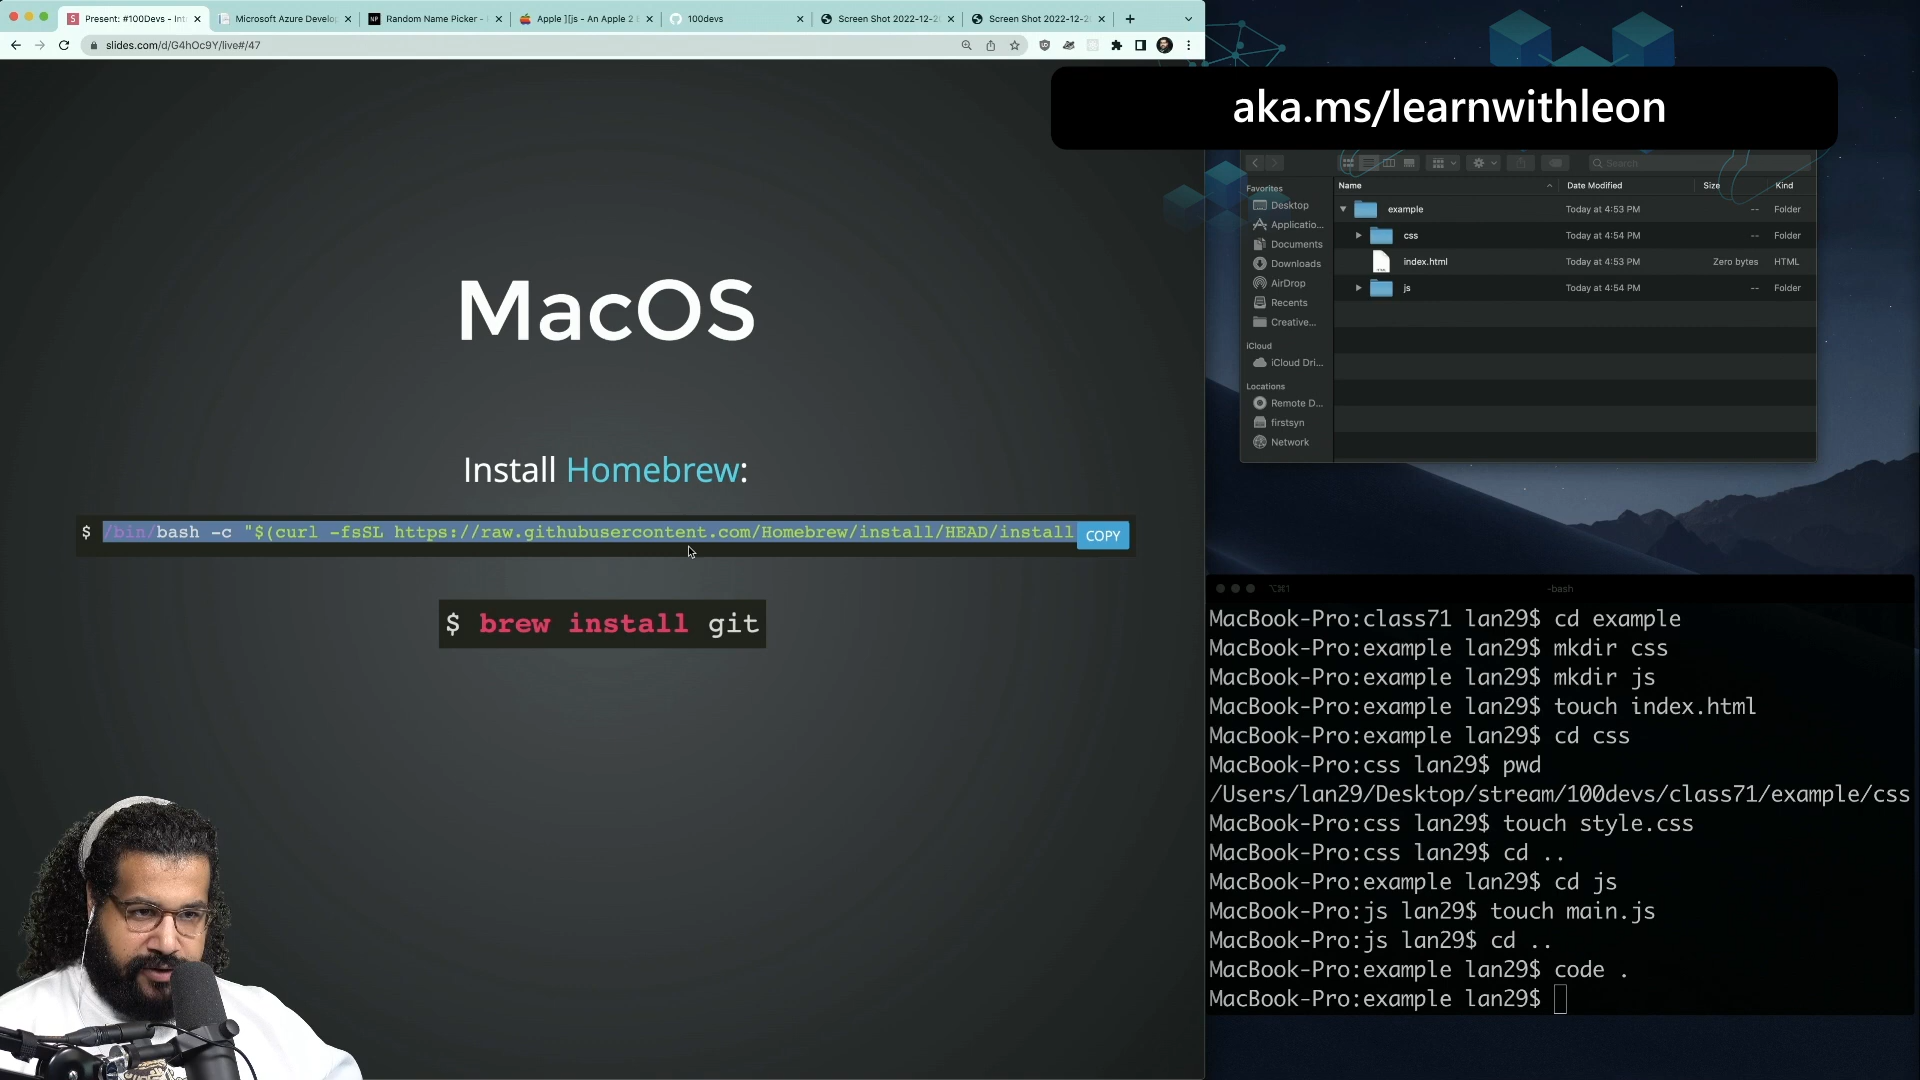 Present: #100Devs - Int
Microsoft Azure Develo
Random Name Picker -
Apple ][js - An Apple 2
100devs
Screen Shot 2022-12-2
Screen Shot 2022-12-2
slides.com/d/G4hOc9Y/live#/47
aka.ms/learnwithleon
MacOS
Install Homebrew:
$ /bin/bash -c "$(curl -fsSL https://raw.githubusercontent.com/Homebrew/install/HEAD/install
COPY
$ brew install git
Search
Favorites
Desktop
Applicatio...
Documents
Downloads
AirDrop
Recents
Creative...
iCloud
iCloud Dri...
Locations
Remote D...
firstsyn
Network
Name Date Modified Size Kind
example Today at 4:53 PM -- Folder
css Today at 4:54 PM -- Folder
index.html Today at 4:53 PM Zero bytes HTML
js Today at 4:54 PM -- Folder
⌥⌘1 -bash
MacBook-Pro:class71 lan29$ cd example
MacBook-Pro:example lan29$ mkdir css
MacBook-Pro:example lan29$ mkdir js
MacBook-Pro:example lan29$ touch index.html
MacBook-Pro:example lan29$ cd css
MacBook-Pro:css lan29$ pwd
/Users/lan29/Desktop/stream/100devs/class71/example/css
MacBook-Pro:css lan29$ touch style.css
MacBook-Pro:css lan29$ cd ..
MacBook-Pro:example lan29$ cd js
MacBook-Pro:js lan29$ touch main.js
MacBook-Pro:js lan29$ cd ..
MacBook-Pro:example lan29$ code .
MacBook-Pro:example lan29$